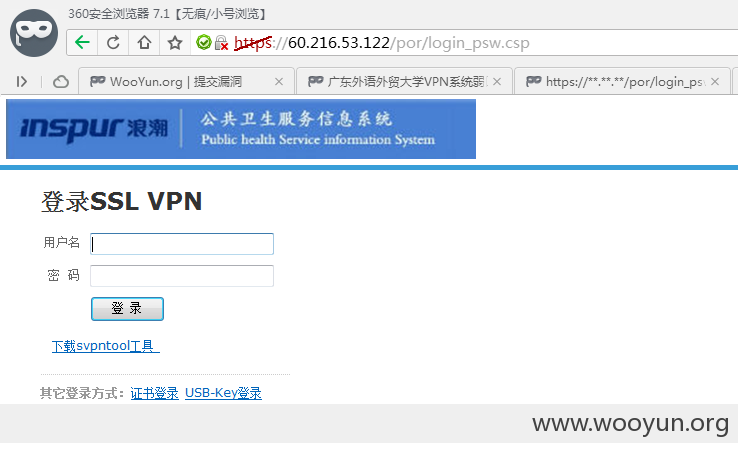 360安全浏览器 7.1【无痕/小号浏览】
https://60.216.53.122/por/login_psw.csp
WooYun.org | 提交漏洞 × 广东外语外贸大学VPN系统弱 × https://**.**.**/por/login_psw ×
inspur 浪潮
公共卫生服务信息系统
Public health Service information System
登录SSL VPN
用户名
密 码
登 录
下载svpntool工具
其它登录方式: 证书登录 USB-Key登录
www.wooyun.org